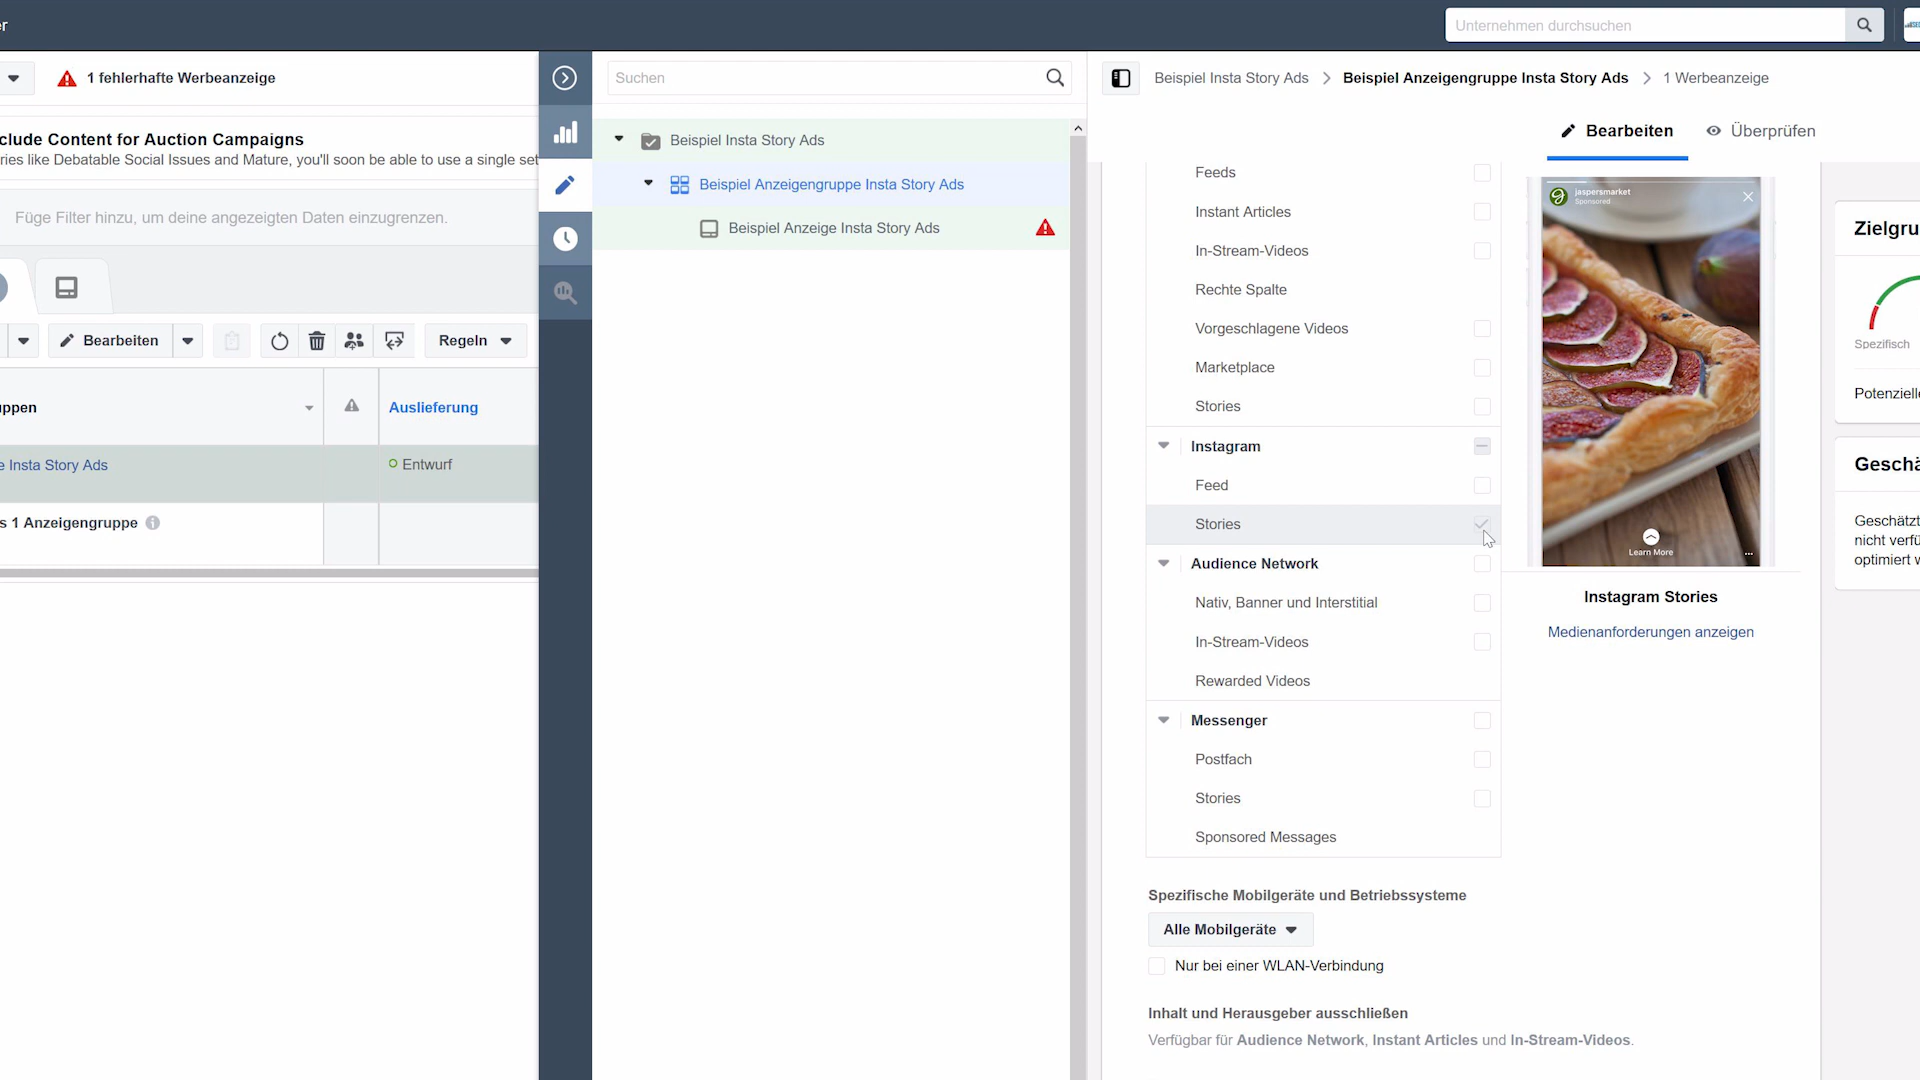 er
Unternehmen durchsuchen
1 fehlerhafte Werbeanzeige
clude Content for Auction Campaigns
ries like Debatable Social Issues and Mature, you'll soon be able to use a single set
Füge Filter hinzu, um deine angezeigten Daten einzugrenzen.
Bearbeiten
Regeln
uppen
Auslieferung
e Insta Story Ads
Entwurf
s 1 Anzeigengruppe
Suchen
Beispiel Insta Story Ads
Beispiel Anzeigengruppe Insta Story Ads
Beispiel Anzeige Insta Story Ads
Beispiel Insta Story Ads
Beispiel Anzeigengruppe Insta Story Ads
1 Werbeanzeige
Bearbeiten
Überprüfen
Feeds
Instant Articles
In-Stream-Videos
Rechte Spalte
Vorgeschlagene Videos
Marketplace
Stories
Instagram
Feed
Stories
Audience Network
Nativ, Banner und Interstitial
In-Stream-Videos
Rewarded Videos
Messenger
Postfach
Stories
Sponsored Messages
Spezifische Mobilgeräte und Betriebssysteme
Alle Mobilgeräte
Nur bei einer WLAN-Verbindung
Inhalt und Herausgeber ausschließen
Verfügbar für Audience Network, Instant Articles und In-Stream-Videos.
jaspersmarket
Sponsored
Learn More
Instagram Stories
Medienanforderungen anzeigen
Zielgru
Spezifisch
Potenzielle
Geschä
Geschätzt
nicht verfü
optimiert w